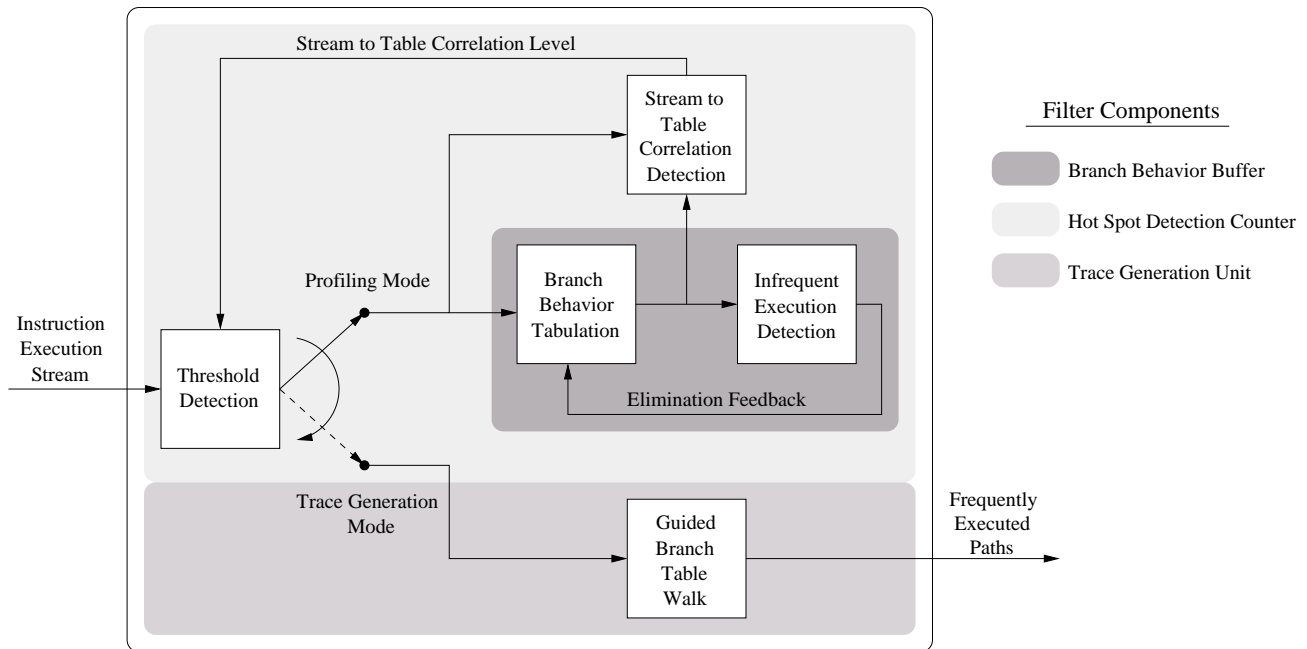 Stream to Table Correlation Level
Stream to
Table
Correlation
Detection
Filter Components
Branch Behavior Buffer
Hot Spot Detection Counter
Trace Generation Unit
Profiling Mode
Branch
Behavior
Tabulation
Infrequent
Execution
Detection
Elimination Feedback
Instruction
Execution
Stream
Threshold
Detection
Trace Generation
Mode
Guided
Branch
Table
Walk
Frequently
Executed
Paths